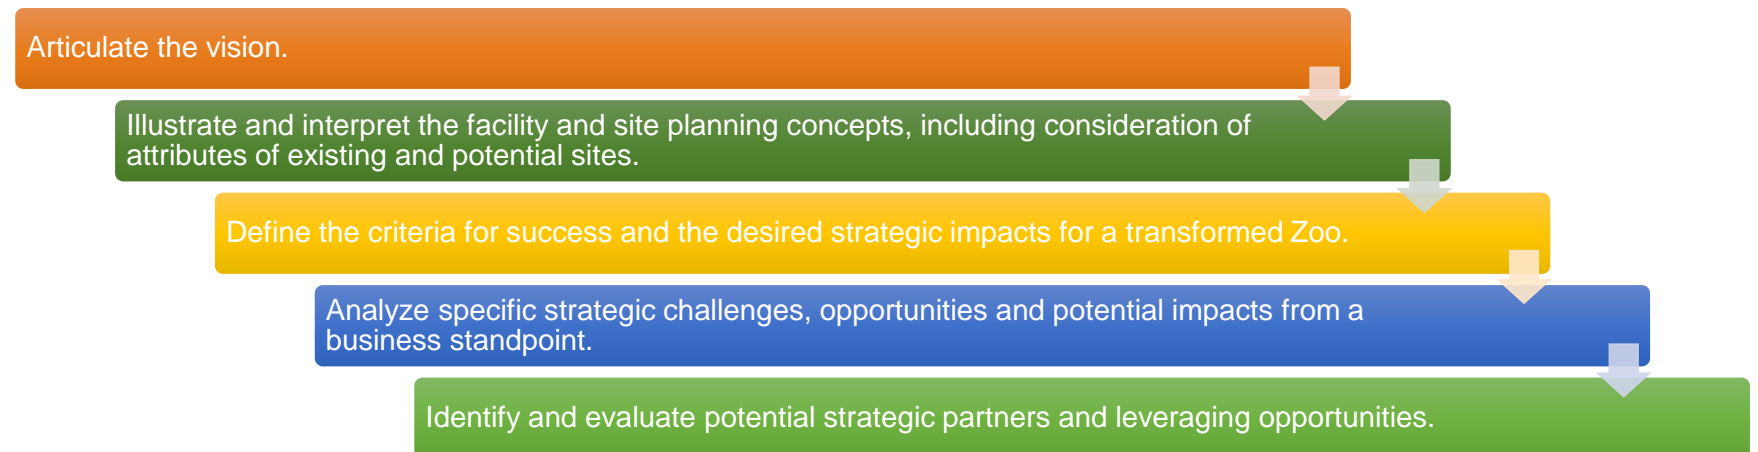 Articulate the vision.
Illustrate and interpret the facility and site planning concepts, including consideration of
attributes of existing and potential sites.
Define the criteria for success and the desired strategic impacts for a transformed Zoo.
Analyze specific strategic challenges, opportunities and potential impacts from a
business standpoint.
Identify and evaluate potential strategic partners and leveraging opportunities.